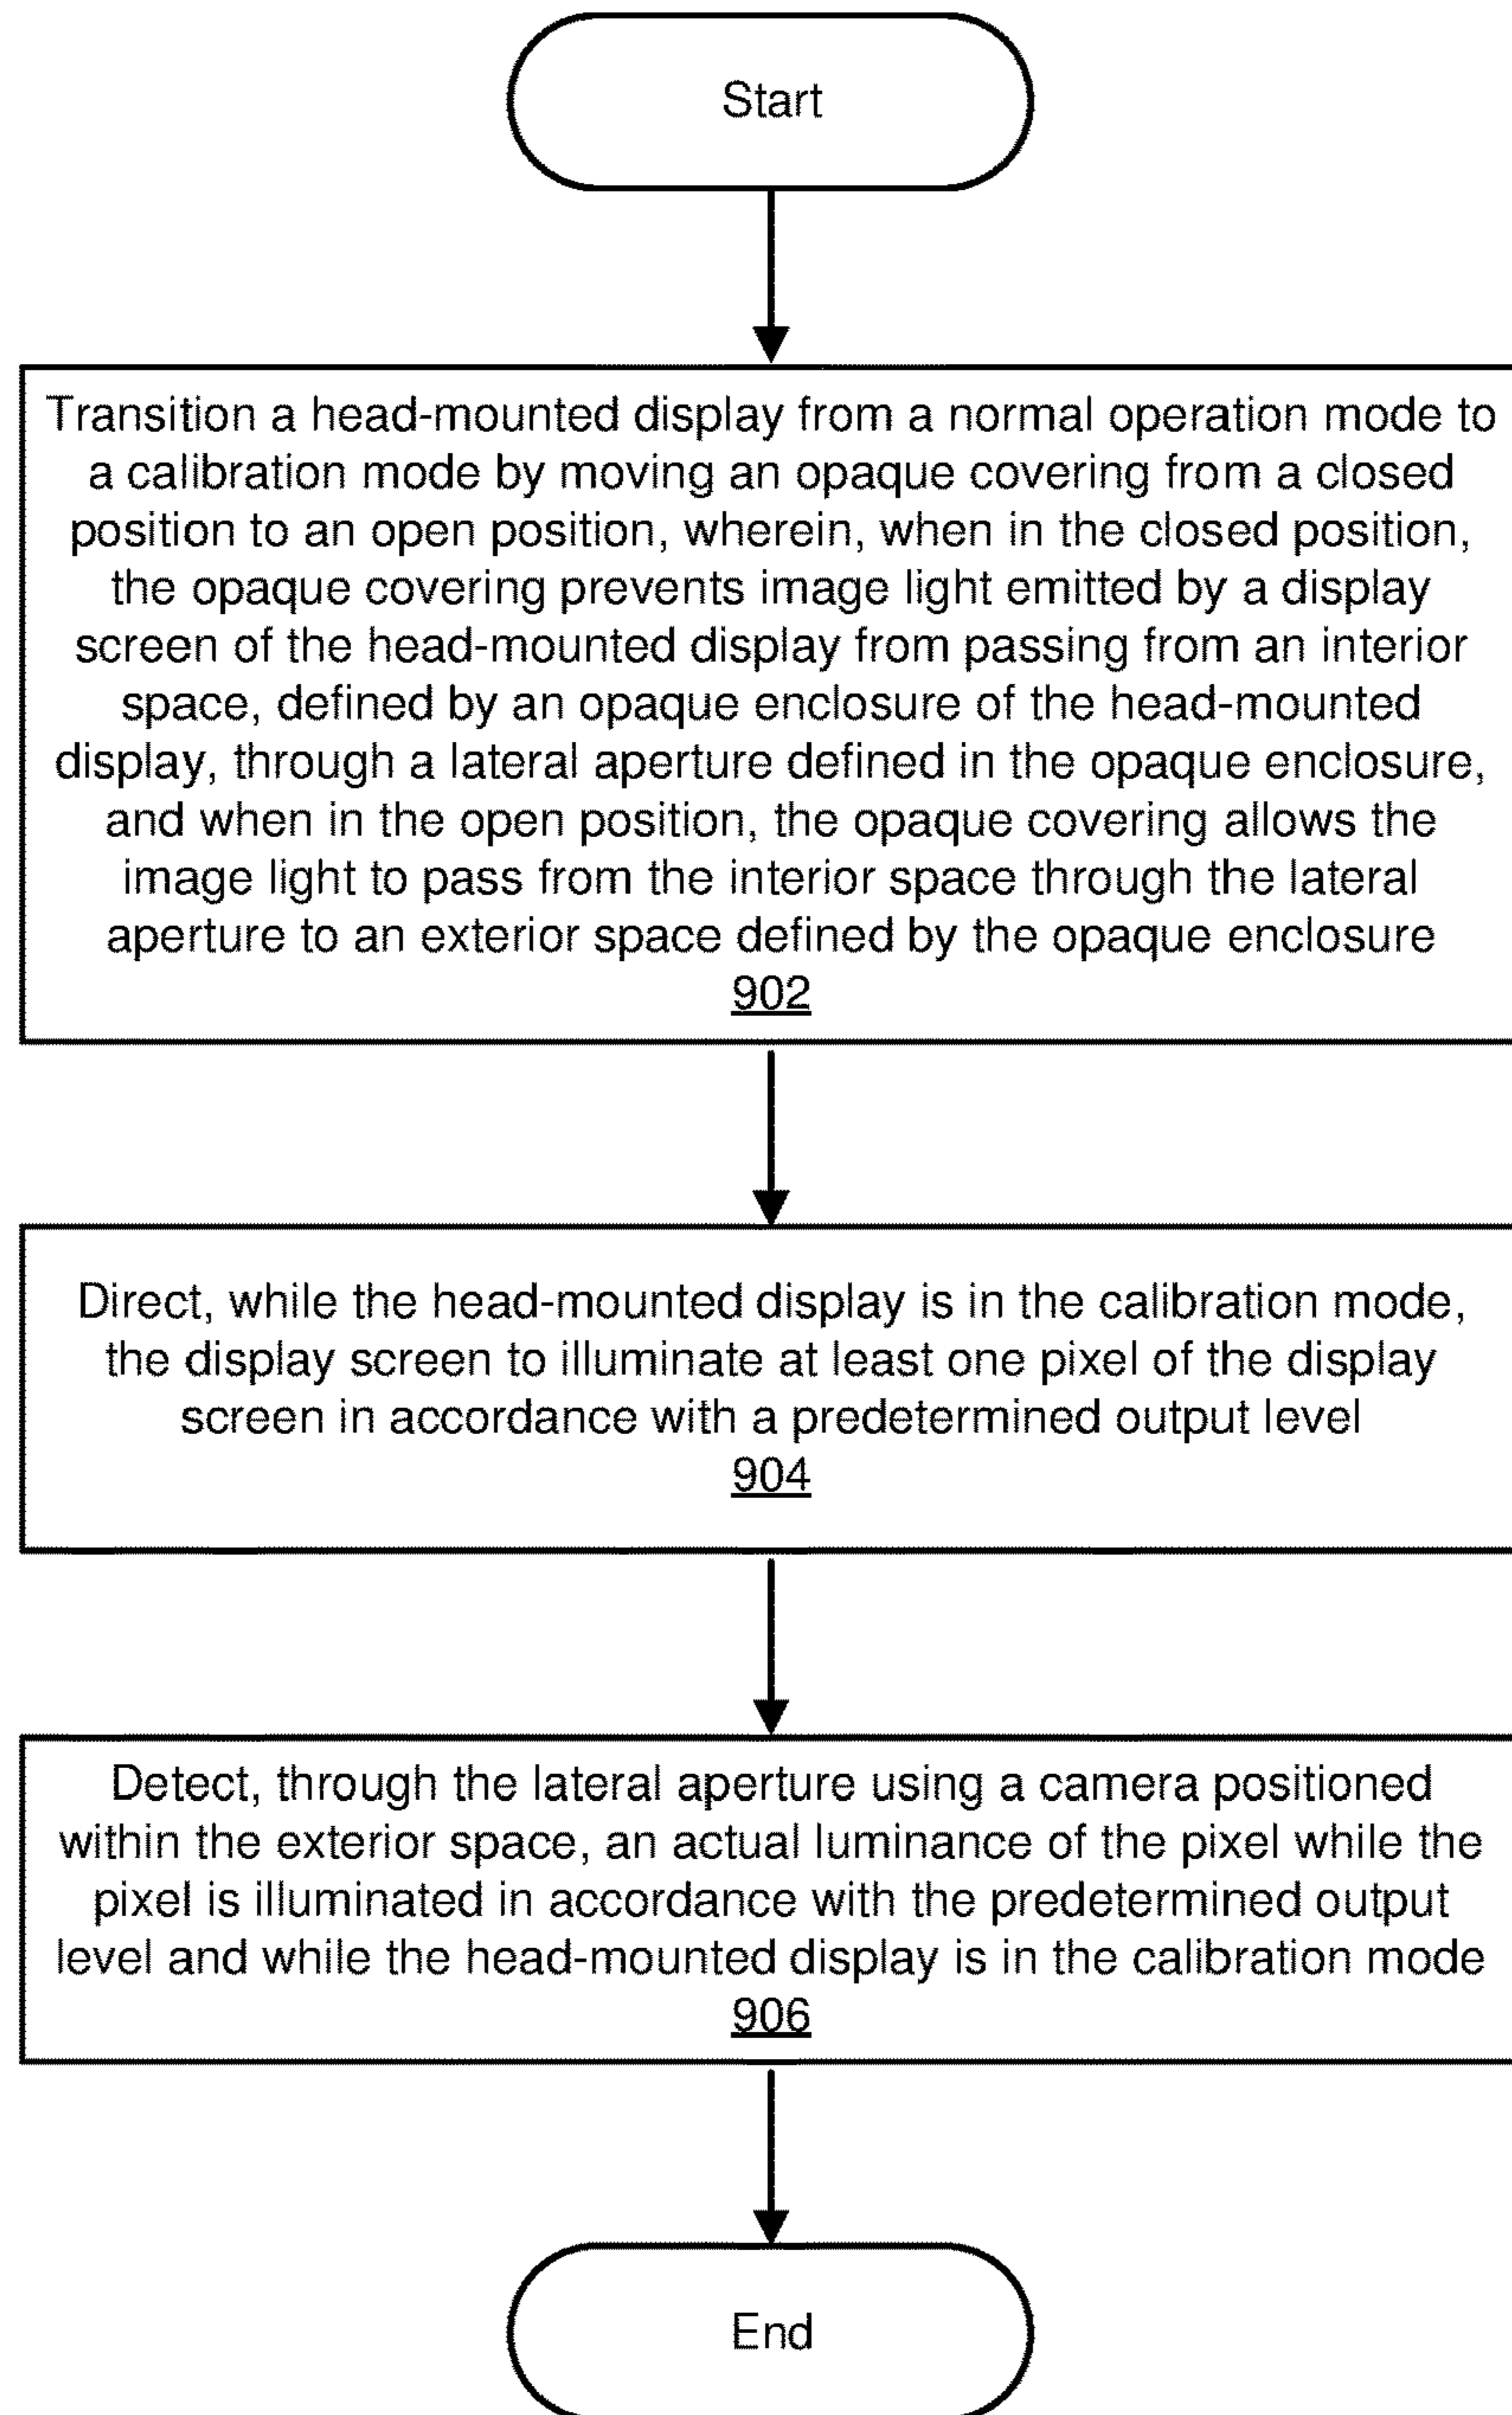 Start
Transition a head-mounted display from a normal operation mode to
a calibration mode by moving an opaque covering from a closed
position to an open position, wherein, when in the closed position,
the opaque covering prevents image light emitted by a display
screen of the head-mounted display from passing from an interior
space, defined by an opaque enclosure of the head-mounted
display, through a lateral aperture defined in the opaque enclosure,
and when in the open position, the opaque covering allows the
image light to pass from the interior space through the lateral
aperture to an exterior space defined by the opaque enclosure
902
Direct, while the head-mounted display is in the calibration mode,
the display screen to illuminate at least one pixel of the display
screen in accordance with a predetermined output level
904
Detect, through the lateral aperture using a camera positioned
within the exterior space, an actual luminance of the pixel while the
pixel is illuminated in accordance with the predetermined output
level and while the head-mounted display is in the calibration mode
906
End